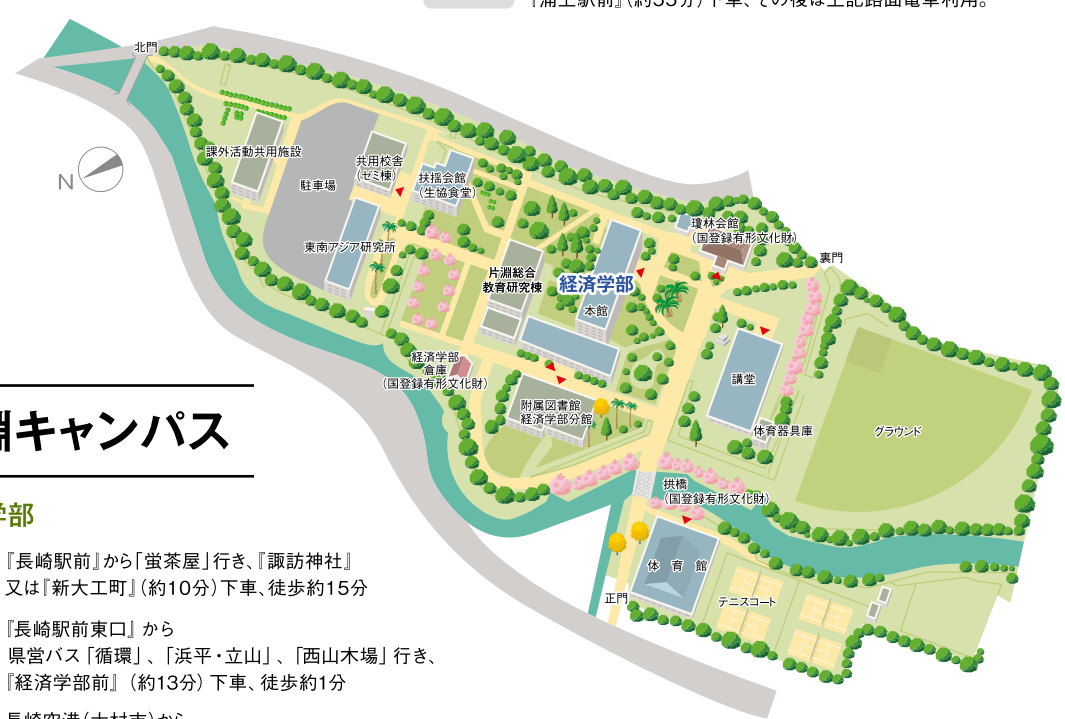 『浦上駅前』（約35分）下車、その後は上記路面電車利用。
北門
N
課外活動共用施設
駐車場
共用校舎
（ゼミ棟）
扶揺会館
（生協食堂）
東南アジア研究所
片淵総合
教育研究棟
経済学部
本館
瓊林会館
（国登録有形文化財）
裏門
経済学部
倉庫
（国登録有形文化財）
附属図書館
経済学部分館
講堂
体育器具庫
グラウンド
拱橋
（国登録有形文化財）
体育館
正門
テニスコート
淵キャンパス
学部
『長崎駅前』から「蛍茶屋」行き、『諏訪神社』
又は『新大工町』（約10分）下車、徒歩約15分
『長崎駅前東口』から
県営バス「循環」、「浜平・立山」、「西山木場」行き、
『経済学部前』（約13分）下車、徒歩約1分
長崎空港（大村市）から